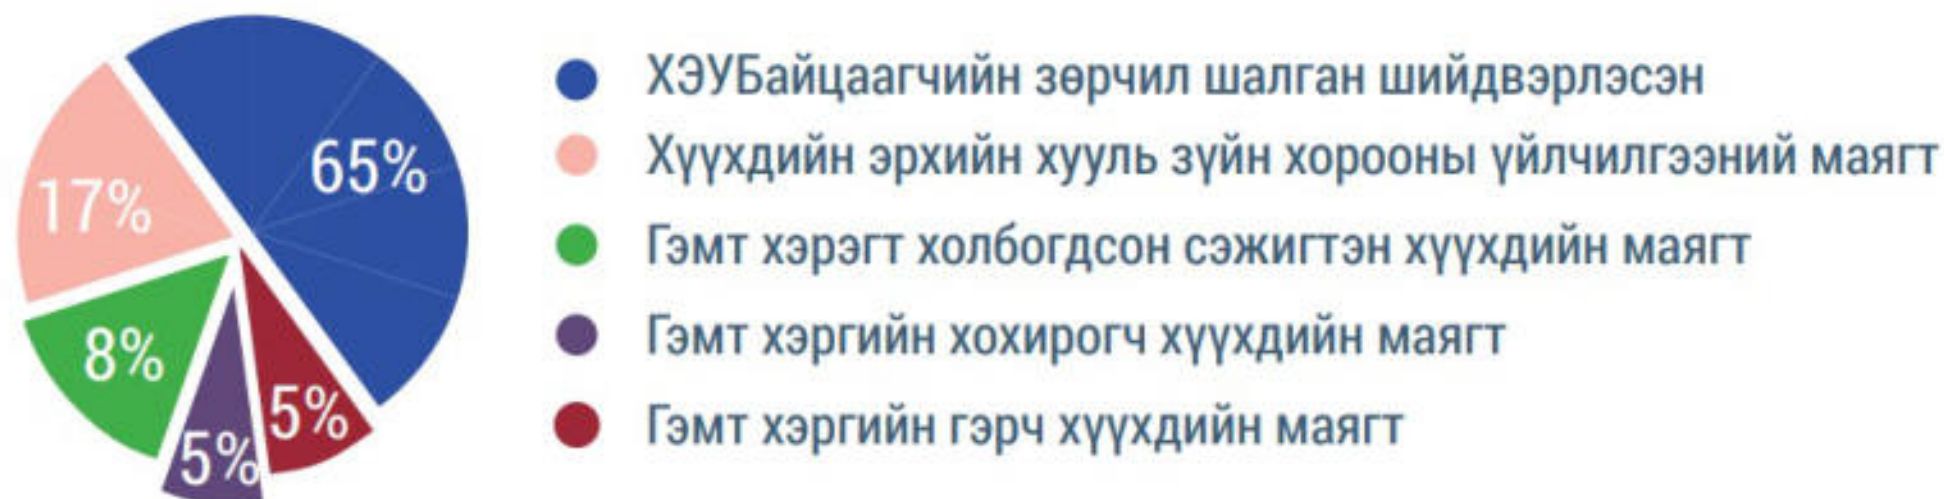 65%
17%
8%
5%
5%
ХЭУБайцаагчийн зөрчил шалган шийдвэрлэсэн
Хүүхдийн эрхийн хууль зүйн хорооны үйлчилгээний маягт
Гэмт хэрэгт холбогдсон сэжигтэн хүүхдийн маягт
Гэмт хэргийн хохирогч хүүхдийн маягт
Гэмт хэргийн гэрч хүүхдийн маягт